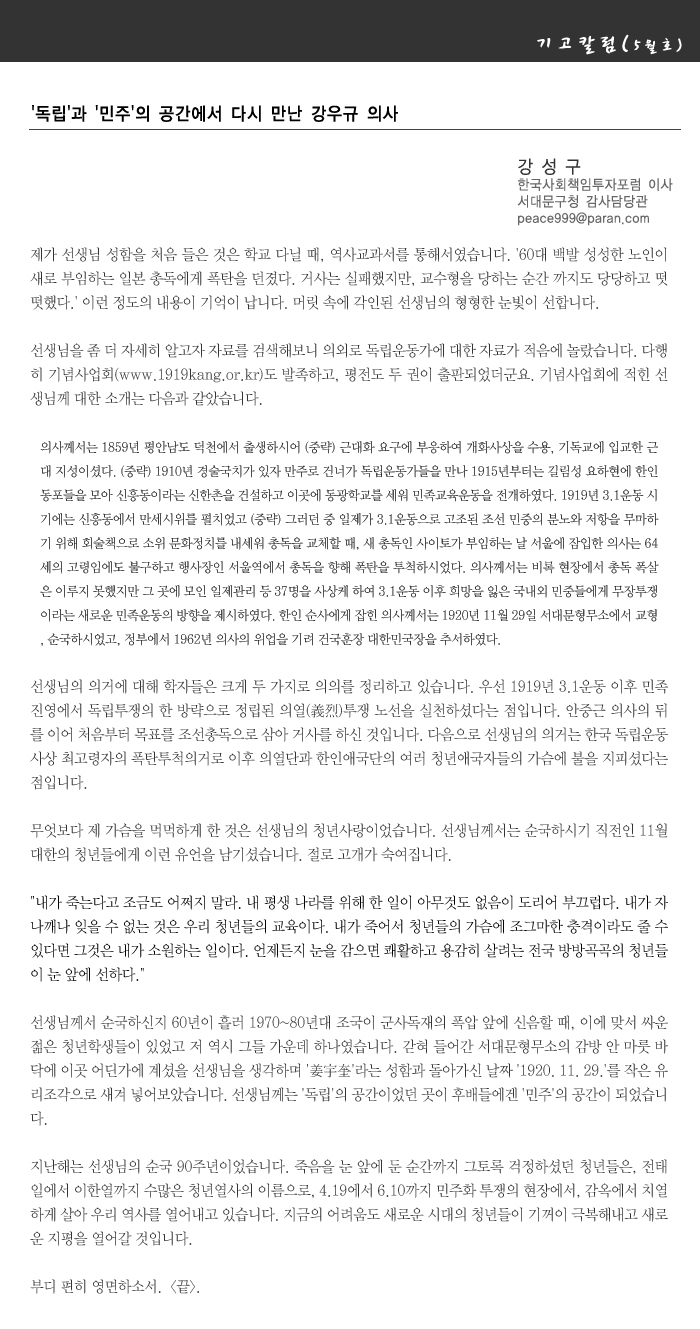 기고칼럼(5월호)
'독립'과 '민주'의 공간에서 다시 만난 강우규 의사
강 성 구
한국사회책임투자포럼 이사
서대문구청 감사담당관
peace999@paran.com
제가 선생님 성함을 처음 들은 것은 학교 다닐 때, 역사교과서를 통해서였습니다. '60대 백발 성성한 노인이
새로 부임하는 일본 총독에게 폭탄을 던졌다. 거사는 실패했지만, 교수형을 당하는 순간 까지도 당당하고 떳
떳했다.' 이런 정도의 내용이 기억이 납니다. 머릿 속에 각인된 선생님의 형형한 눈빛이 선합니다.
선생님을 좀 더 자세히 알고자 자료를 검색해보니 의외로 독립운동가에 대한 자료가 적음에 놀랐습니다. 다행
히 기념사업회(www.1919kang.or.kr)도 발족하고, 평전도 두 권이 출판되었더군요. 기념사업회에 적힌 선
생님께 대한 소개는 다음과 같았습니다.
의사께서는 1859년 평안남도 덕천에서 출생하시어 (중략) 근대화 요구에 부응하여 개화사상을 수용, 기독교에 입교한 근
대 지성이셨다. (중략) 1910년 경술국치가 있자 만주로 건너가 독립운동가들을 만나 1915년부터는 길림성 요하현에 한인
동포들을 모아 신흥동이라는 신한촌을 건설하고 이곳에 동광학교를 세워 민족교육운동을 전개하였다. 1919년 3.1운동 시
기에는 신흥동에서 만세시위를 펼치었고 (중략) 그러던 중 일제가 3.1운동으로 고조된 조선 민중의 분노와 저항을 무마하
기 위해 회술책으로 소위 문화정치를 내세워 총독을 교체할 때, 새 총독인 사이토가 부임하는 날 서울에 잠입한 의사는 64
세의 고령임에도 불구하고 행사장인 서울역에서 총독을 향해 폭탄을 투척하시었다. 의사께서는 비록 현장에서 총독 폭살
은 이루지 못했지만 그 곳에 모인 일제관리 등 37명을 사상케 하여 3.1운동 이후 희망을 잃은 국내외 민중들에게 무장투쟁
이라는 새로운 민족운동의 방향을 제시하였다. 한인 순사에게 잡힌 의사께서는 1920년 11월 29일 서대문형무소에서 교형
, 순국하시었고, 정부에서 1962년 의사의 위업을 기려 건국훈장 대한민국장을 추서하였다.
선생님의 의거에 대해 학자들은 크게 두 가지로 의의를 정리하고 있습니다. 우선 1919년 3.1운동 이후 민족
진영에서 독립투쟁의 한 방략으로 정립된 의열(義烈)투쟁 노선을 실천하셨다는 점입니다. 안중근 의사의 뒤
를 이어 처음부터 목표를 조선총독으로 삼아 거사를 하신 것입니다. 다음으로 선생님의 의거는 한국 독립운동
사상 최고령자의 폭탄투척의거로 이후 의열단과 한인애국단의 여러 청년애국자들의 가슴에 불을 지피셨다는
점입니다.
무엇보다 제 가슴을 먹먹하게 한 것은 선생님의 청년사랑이었습니다. 선생님께서는 순국하시기 직전인 11월
대한의 청년들에게 이런 유언을 남기셨습니다. 절로 고개가 숙여집니다.
"내가 죽는다고 조금도 어쩌지 말라. 내 평생 나라를 위해 한 일이 아무것도 없음이 도리어 부끄럽다. 내가 자
나깨나 잊을 수 없는 것은 우리 청년들의 교육이다. 내가 죽어서 청년들의 가슴에 조그마한 충격이라도 줄 수
있다면 그것은 내가 소원하는 일이다. 언제든지 눈을 감으면 쾌활하고 용감히 살려는 전국 방방곡곡의 청년들
이 눈 앞에 선하다."
선생님께서 순국하신지 60년이 흘러 1970~80년대 조국이 군사독재의 폭압 앞에 신음할 때, 이에 맞서 싸운
젊은 청년학생들이 있었고 저 역시 그들 가운데 하나였습니다. 갇혀 들어간 서대문형무소의 감방 안 마룻 바
닥에 이곳 어딘가에 계셨을 선생님을 생각하며 '姜宇奎'라는 성함과 돌아가신 날짜 '1920. 11. 29.'를 작은 유
리조각으로 새겨 넣어보았습니다. 선생님께는 '독립'의 공간이었던 곳이 후배들에겐 '민주'의 공간이 되었습니
다.
지난해는 선생님의 순국 90주년이었습니다. 죽음을 눈 앞에 둔 순간까지 그토록 걱정하셨던 청년들은, 전태
일에서 이한열까지 수많은 청년열사의 이름으로, 4.19에서 6.10까지 민주화 투쟁의 현장에서, 감옥에서 치열
하게 살아 우리 역사를 열어내고 있습니다. 지금의 어려움도 새로운 시대의 청년들이 기꺼이 극복해내고 새로
운 지평을 열어갈 것입니다.
부디 편히 영면하소서. 〈끝〉.